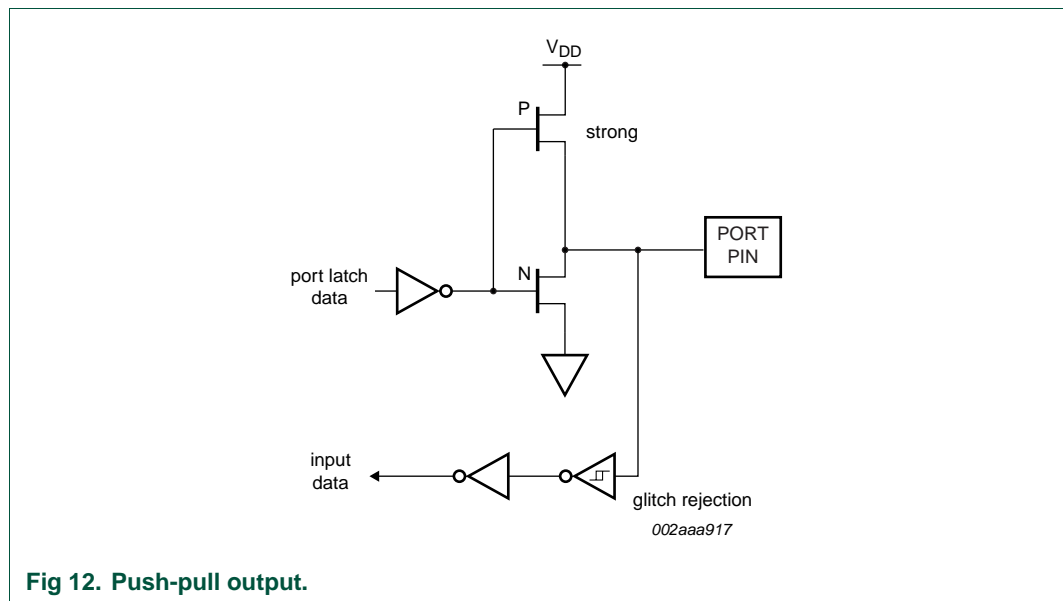 VDD
P
strong
PORT
PIN
N
port latch
data
input
data
glitch rejection
002aaa917
Fig 12. Push-pull output.